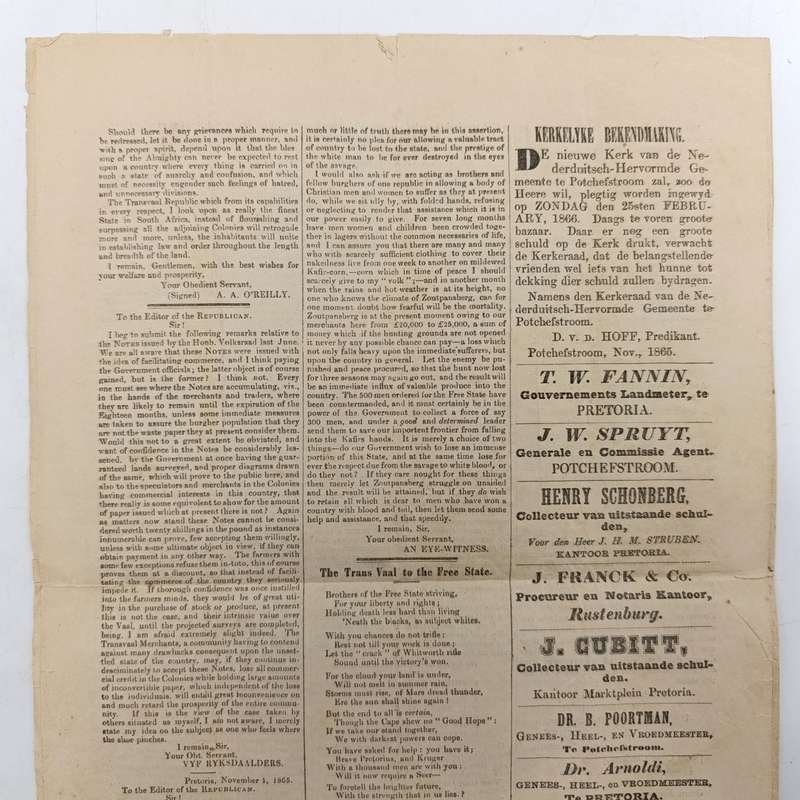 Should there be any grievances which require to
be redressed, let it be done in a proper manner, and
with a proper spirit, depend upon it that the bles
sing of the Almighty can never be expected to rest
upon a country where every thing is carried on in
such a state of anarchy and confusion, and which
must of necessity engender such feelings of hatred,
and unnecessary divisions.
The Transvaal Republic which from its capabilities
in every respect, I look upon as really the finest
State in South Africa, instead of flourishing and
surpassing all the adjoining Colonies will retrograde
more and more, unless, the inhabitants will unite
in establishing law and order throughout the length
and breadth of the land.
I remain, Gentlemen, with the best wishes for
your welfare and prosperity,
Your Obedient Servant,
(Signed) A. A. O'REILLY.
To the Editor of the REPUBLICAN.
Sir!
I beg to submit the following remarks relative to
the NOTES issued by the Honb. Volksraad last June.
We are all aware that these NOTES were issued with
the idea of facilitating commerce, and I think paying
the Government officials; the latter object is of course
gained, but is the former? I think not. Every
one must see where the Notes are accumulating, viz.,
in the hands of the merchants and traders, where
they are likely to remain until the expiration of the
Eighteen months, unless some immediate measures
are taken to assure the burgher population that they
are not the waste paper they at present consider them.
Would this not to a great extent be obviated, and
want of confidence in the Notes be considerably les-
sened, by the Government at once having the guar-
anteed lands surveyed, and proper diagrams drawn
of the same, which will prove to the public here, and
also to the speculators and merchants in the Colonies
having commercial interests in this country, that
there really is some equivalent to show for the amount
of paper issued which at present there is not? Again
as matters now stand these Notes cannot be consi-
dered worth twenty shillings in the pound as instances
innumerable can prove, few accepting them willingly,
unless with some ultimate object in view, if they can
obtain payment in any other way. The farmers with
some few exceptions refuse them in-toto, this of course
proves them at a discount, so that instead of facili-
tating the commerce of the country they seriously
impede it. If thorough confidence was once instilled
into the farmers minds, they would be of great uti-
lity in the purchase of stock or produce, at present
this is not the case, and their intrinsic value over
the Vaal, until the projected surveys are completed,
being, I am afraid extremely slight indeed. The
Transvaal Merchants, a community having to contend
against many drawbacks consequent upon the unset-
tled state of the country, may, if they continue in-
descriminately to accept these Notes, lose all commer-
cial credit in the Colonies while holding large amounts
of inconvertible paper, which independent of the loss
to the individuals, will entail great inconvenience on
and much retard the prosperity of the entire commu-
nity. If this is the view of the case taken by
others situated as myself, I am not aware, I merely
state my idea on the subject as one who feels where
the shoe pinches.
I remain, Sir,
Your Obt. Servant,
VYF RYKSDAALDERS.
Pretoria, November 1, 1865.
To the Editor of the REPUBLICAN.
Sir!
much or little of truth there may be in this assertion,
it is certainly no plea for our allowing a valuable tract
of country to be lost to the state, and the prestige of
the white man to be for ever destroyed in the eyes
of the savage.
I would also ask if we are acting as brothers and
fellow burghers of one republic in allowing a body of
Christian men and women to suffer as they at present
do, while we sit idly by, with folded hands, refusing
or neglecting to render that assistance which it is in
our power easily to give. For seven long months
have men women and children been crowded toge-
ther in lagers without the common necessaries of life,
and I can assure you that there are many and many
who with scarcely sufficient clothing to cover their
nakedness live from one week to another on mildewed
Kafir-corn,—corn which in time of peace I should
scarcely give to my "volk";—and in another month
when the rains and hot weather is at its height, no
one who knows the climate of Zoutpansberg, can for
one moment doubt how fearful will be the mortality.
Zoutpansberg is at the present moment owing to our
merchants here from £20,000 to £25,000, a sum of
money which if the hunting grounds are not opened
it never by any possible chance can pay—a loss which
not only falls heavy upon the immediate sufferers, but
upon the country in general. Let the enemy be pu-
nished and peace procured, so that the hunt now lost
for three seasons may again go out, and the result will
be an immediate influx of valuable produce into the
country. The 500 men ordered for the Free State have
been countermanded, and it must certainly be in the
power of the Government to collect a force of say
300 men, and under a good and determined leader
send them to save our important frontier from falling
into the Kafirs hands. It is merely a choice of two
things—do our Government wish to lose an immense
portion of this State, and at the same time lose for
ever the respect due from the savage to white blood, or
do they not? If they care nought for these things
then merely let Zoutpansberg struggle on unaided
and the result will be attained, but if they do wish
to retain all which is dear to men who have won a
country with blood and toil, then let them send some
help and assistance, and that speedily.
I remain, Sir,
Your obedient Servant,
AN EYE-WITNESS.
The Trans Vaal to the Free State.
Brothers of the Free State striving,
For your liberty and rights;
Holding death less hard than living
'Neath the blacks, as subject whites.
With you chances do not trifle:
Rest not till your work is done;
Let the "crack" of Whitworth rifle
Sound until the victory's won.
For the cloud your land is under,
Will not melt in summer rain,
Storms must rise, of Mars dread thunder,
Ere the sun shall shine again!
But the end to all is certain,
Though the Caps shew no "Good Hope":
If we take our stand together,
We with darkest powers can cope.
You have asked for help: you have it;
Brave Pretorius, and Kruger
With a thousand men are with you:
Will it now require a Seer—
To foretell the brighter future,
With the strength that in us lies.?
KERKELYKE BEKENDMAKING.
DE nieuwe Kerk van de Ne-
derduitsch-Hervormde Ge-
meente te Potchefstroom zal, zoo de
Heere wil, plegtig worden ingewyd
op ZONDAG den 25sten FEBRU-
ARY, 1866. Daags te voren groote
bazaar. Daar er nog een groote
schuld op de Kerk drukt, verwacht
de Kerkeraad, dat de belangstellende
vrienden wel iets van het hunne tot
dekking dier schuld zullen bydragen.
Namens den Kerkeraad van de Ne-
derduitsch-Hervormde Gemeente te
Potchefstroom.
D. v. D. HOFF, Predikant.
Potchefstroom, Nov., 1865.
T. W. FANNIN,
Gouvernements Landmeter, te
PRETORIA.
J. W. SPRUYT,
Generale en Commissie Agent.
POTCHEFSTROOM.
HENRY SCHONBERG,
Collecteur van uitstaande schul-
den,
Voor den Heer J. H. M. STRUBEN.
KANTOOR PRETORIA.
J. FRANCK & Co.
Procureur en Notaris Kantoor,
Rustenburg.
J. CUBITT,
Collecteur van uitstaande schul-
den.
Kantoor Marktplein Pretoria.
DR. B. POORTMAN,
GENEES-, HEEL-, EN VROEDMEESTER,
Te Potchefstroom.
Dr. Arnoldi,
GENEES-, HEEL-, en VROEDMEESTER,
Te PRETORIA.